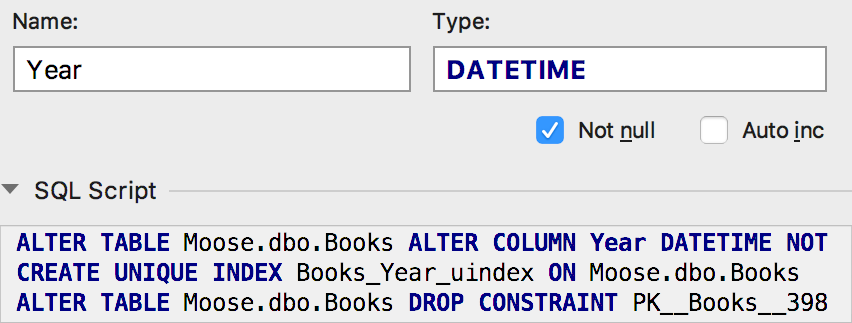 Name:
Type:
Year
DATETIME
Not null
Auto inc
SQL Script
ALTER TABLE Moose.dbo.Books ALTER COLUMN Year DATETIME NOT
CREATE UNIQUE INDEX Books_Year_uindex ON Moose.dbo.Books
ALTER TABLE Moose.dbo.Books DROP CONSTRAINT PK__Books__398